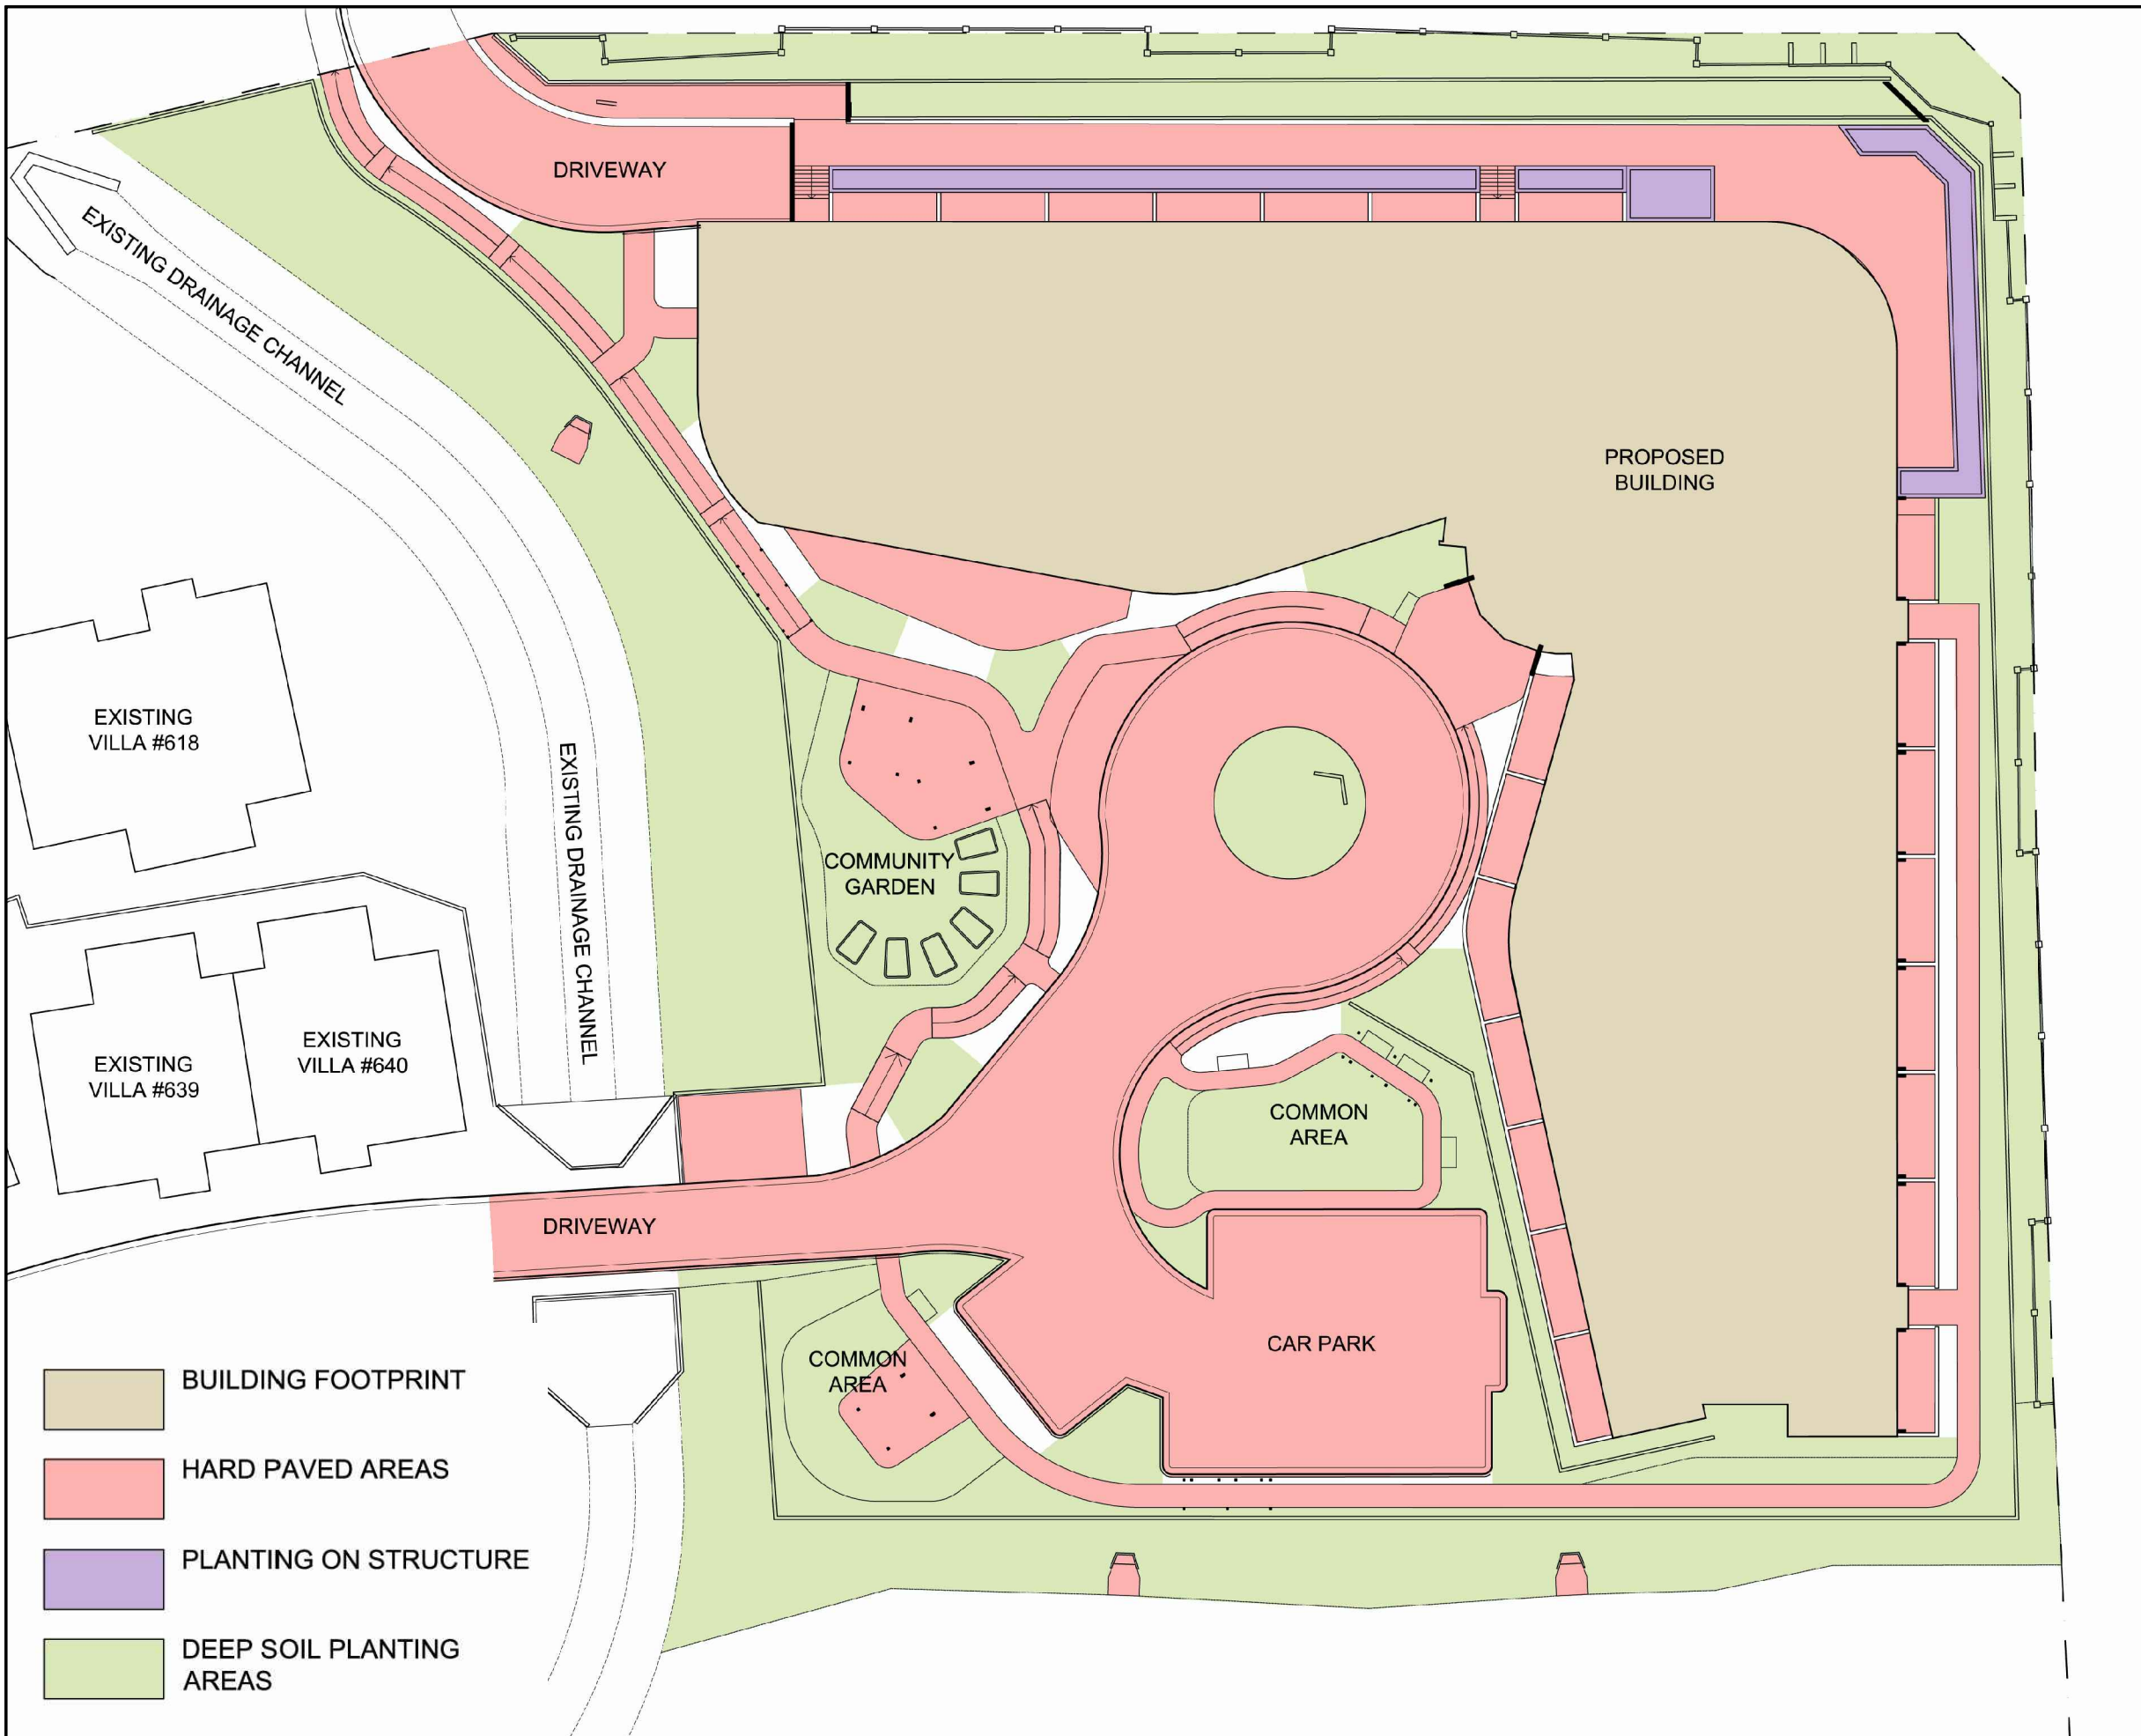 DRIVEWAY
EXISTING DRAINAGE CHANNEL
PROPOSED
BUILDING
EXISTING
VILLA #618
EXISTING DRAINAGE CHANNEL
COMMUNITY
GARDEN
EXISTING
VILLA #639
EXISTING
VILLA #640
COMMON
AREA
DRIVEWAY
CAR PARK
COMMON
AREA
BUILDING FOOTPRINT
HARD PAVED AREAS
PLANTING ON STRUCTURE
DEEP SOIL PLANTING
AREAS